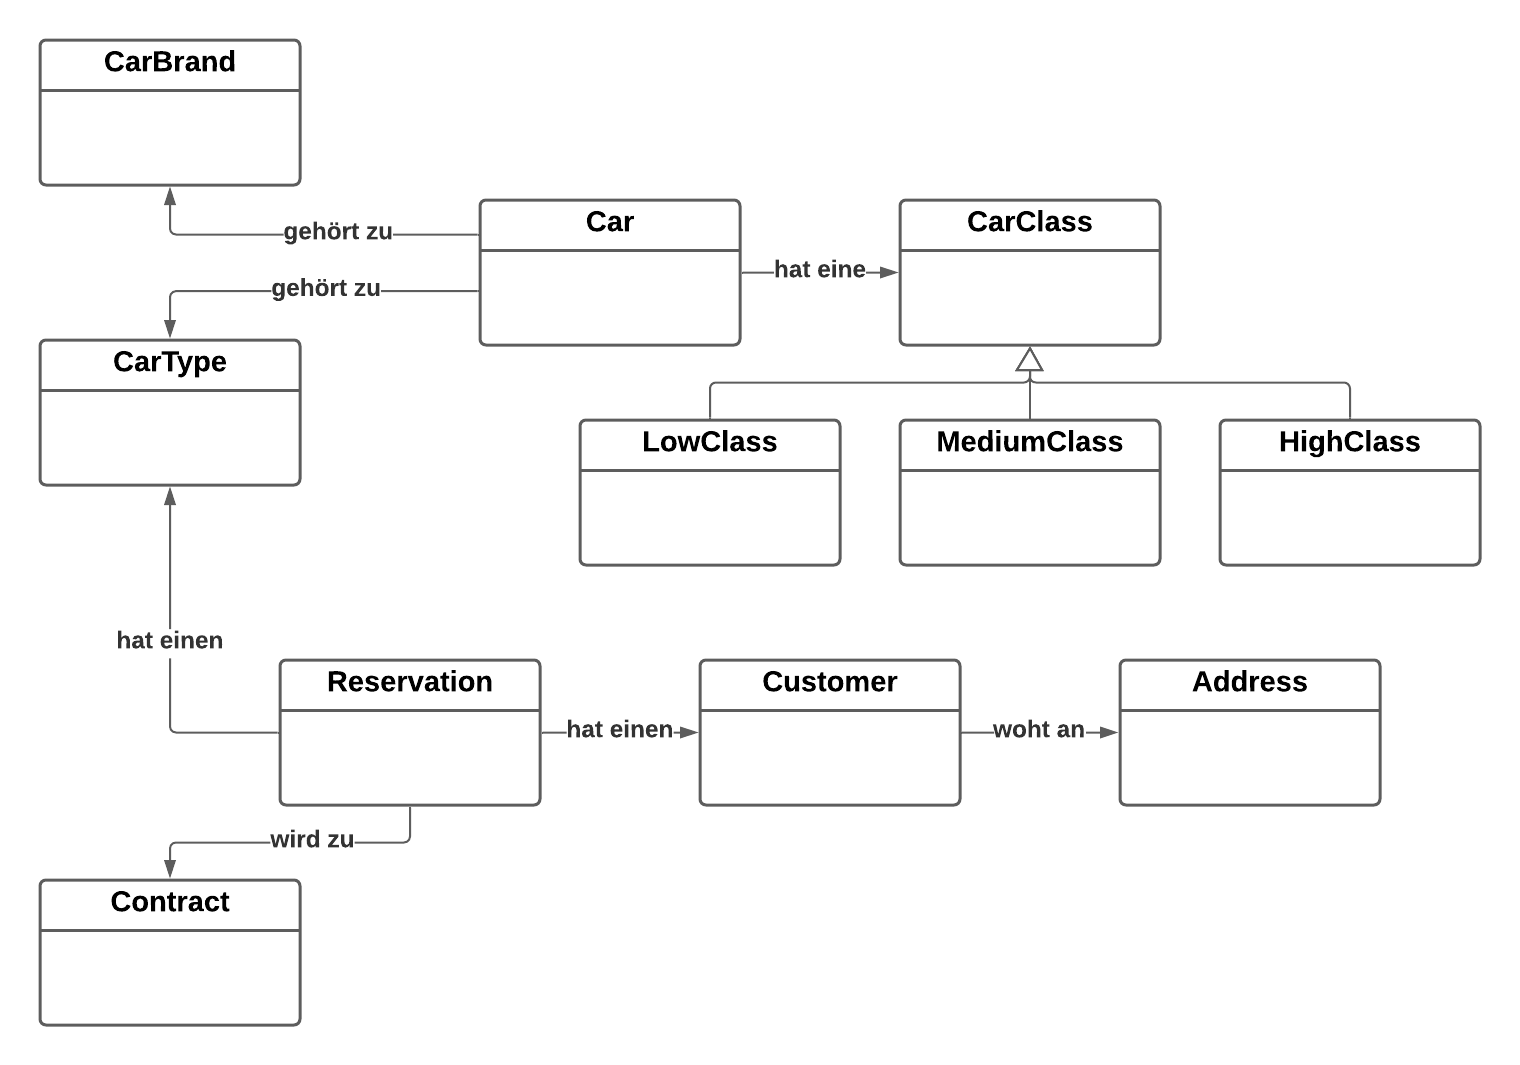 CarBrand
gehört zu
Car
CarClass
hat eine
gehört zu
CarType
LowClass
MediumClass
HighClass
hat einen
Reservation
hat einen
Customer
woht an
Address
wird zu
Contract